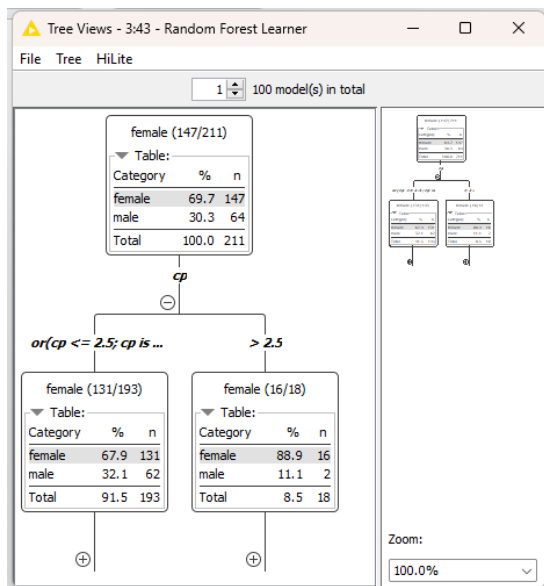 Tree Views - 3:43 - Random Forest Learner
File Tree HiLite
1 100 model(s) in total
female (147/211)
Table:
Category % n
female 69.7 147
male 30.3 64
Total 100.0 211
cp
or(cp <= 2.5; cp is ...
> 2.5
female (131/193)
Table:
Category % n
female 67.9 131
male 32.1 62
Total 91.5 193
female (16/18)
Table:
Category % n
female 88.9 16
male 11.1 2
Total 8.5 18
Zoom:
100.0%